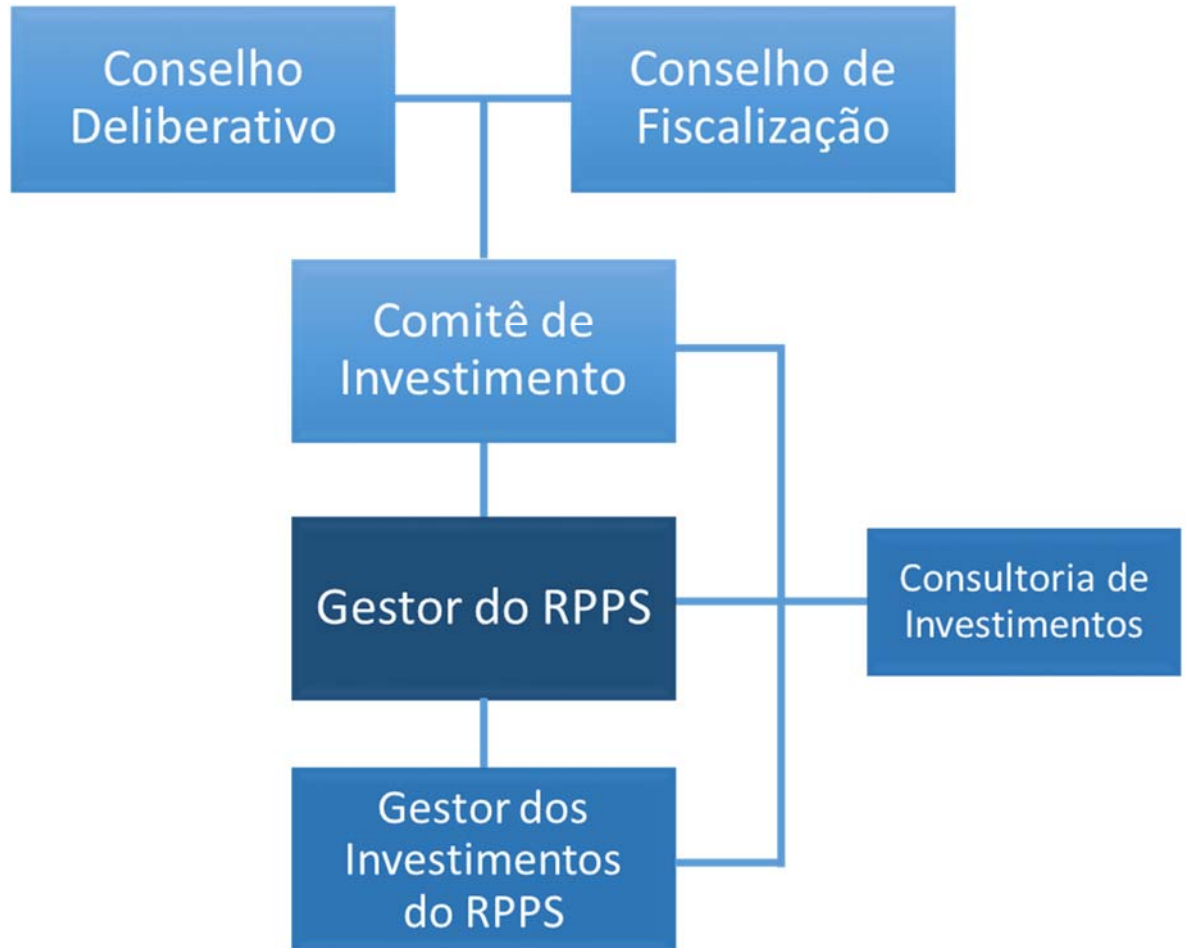 Conselho
Deliberativo
Conselho de
Fiscalização
Comitê de
Investimento
Gestor do RPPS
Consultoria de
Investimentos
Gestor dos
Investimentos
do RPPS